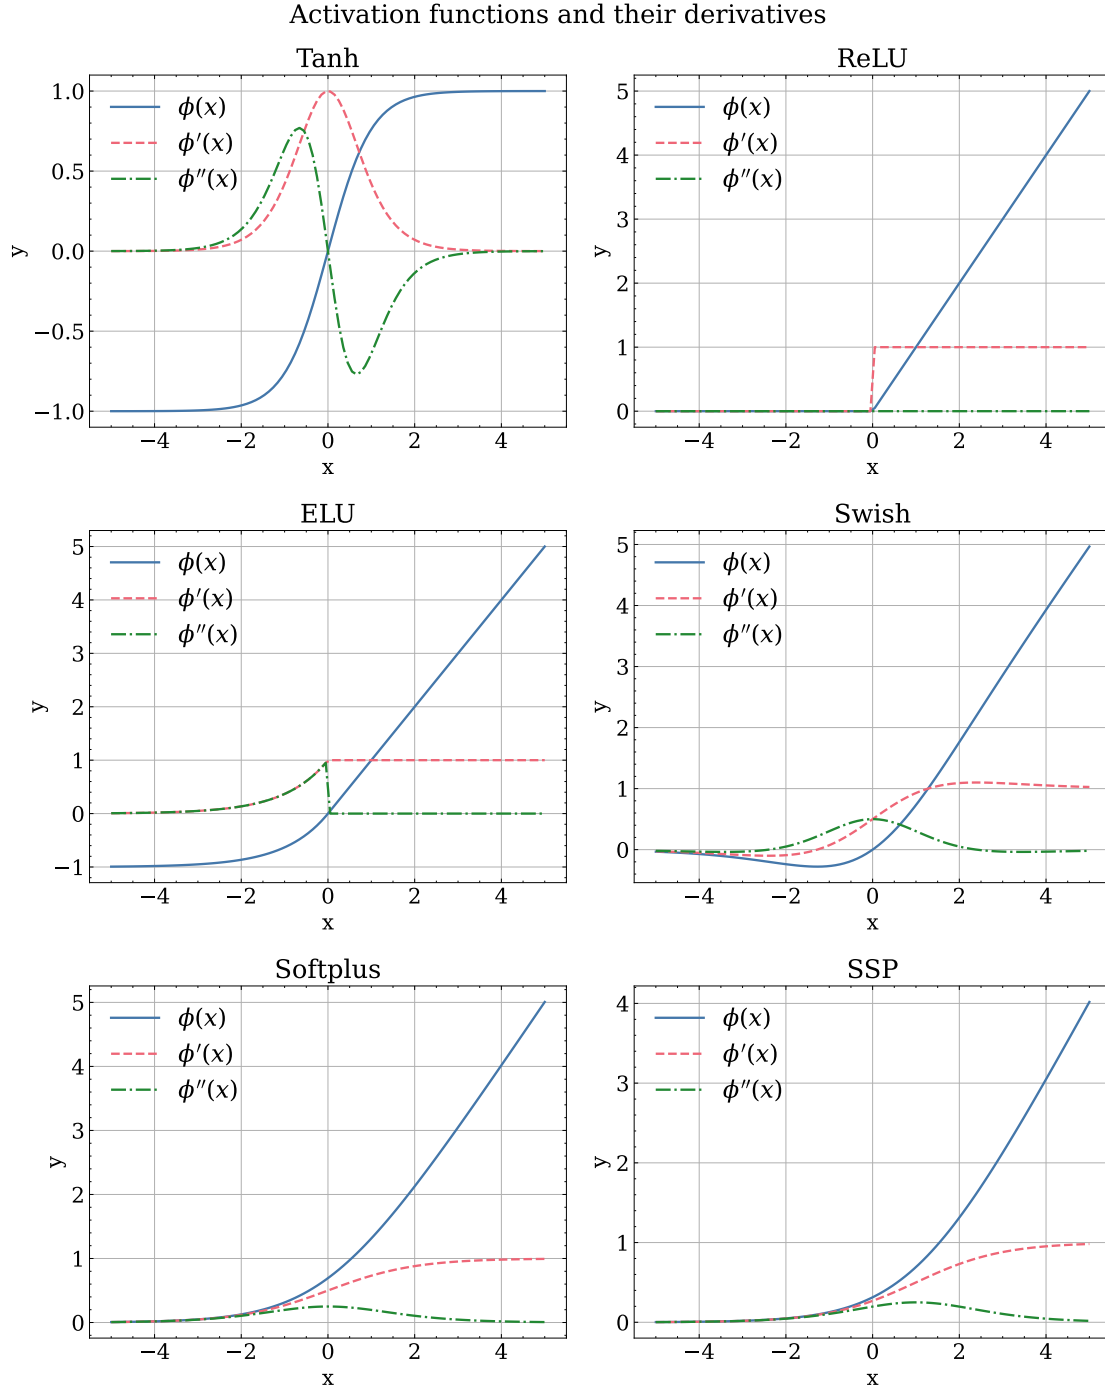 Activation functions and their derivatives
Tanh
ϕ(x)
ϕ′(x)
ϕ″(x)
1.0
0.5
0.0
−0.5
−1.0
y
−4 −2 0 2 4
x
ReLU
ϕ(x)
ϕ′(x)
ϕ″(x)
5
4
3
2
1
0
y
−4 −2 0 2 4
x
ELU
ϕ(x)
ϕ′(x)
ϕ″(x)
5
4
3
2
1
0
−1
y
−4 −2 0 2 4
x
Swish
ϕ(x)
ϕ′(x)
ϕ″(x)
5
4
3
2
1
0
y
−4 −2 0 2 4
x
Softplus
ϕ(x)
ϕ′(x)
ϕ″(x)
5
4
3
2
1
0
y
−4 −2 0 2 4
x
SSP
ϕ(x)
ϕ′(x)
ϕ″(x)
4
3
2
1
0
y
−4 −2 0 2 4
x